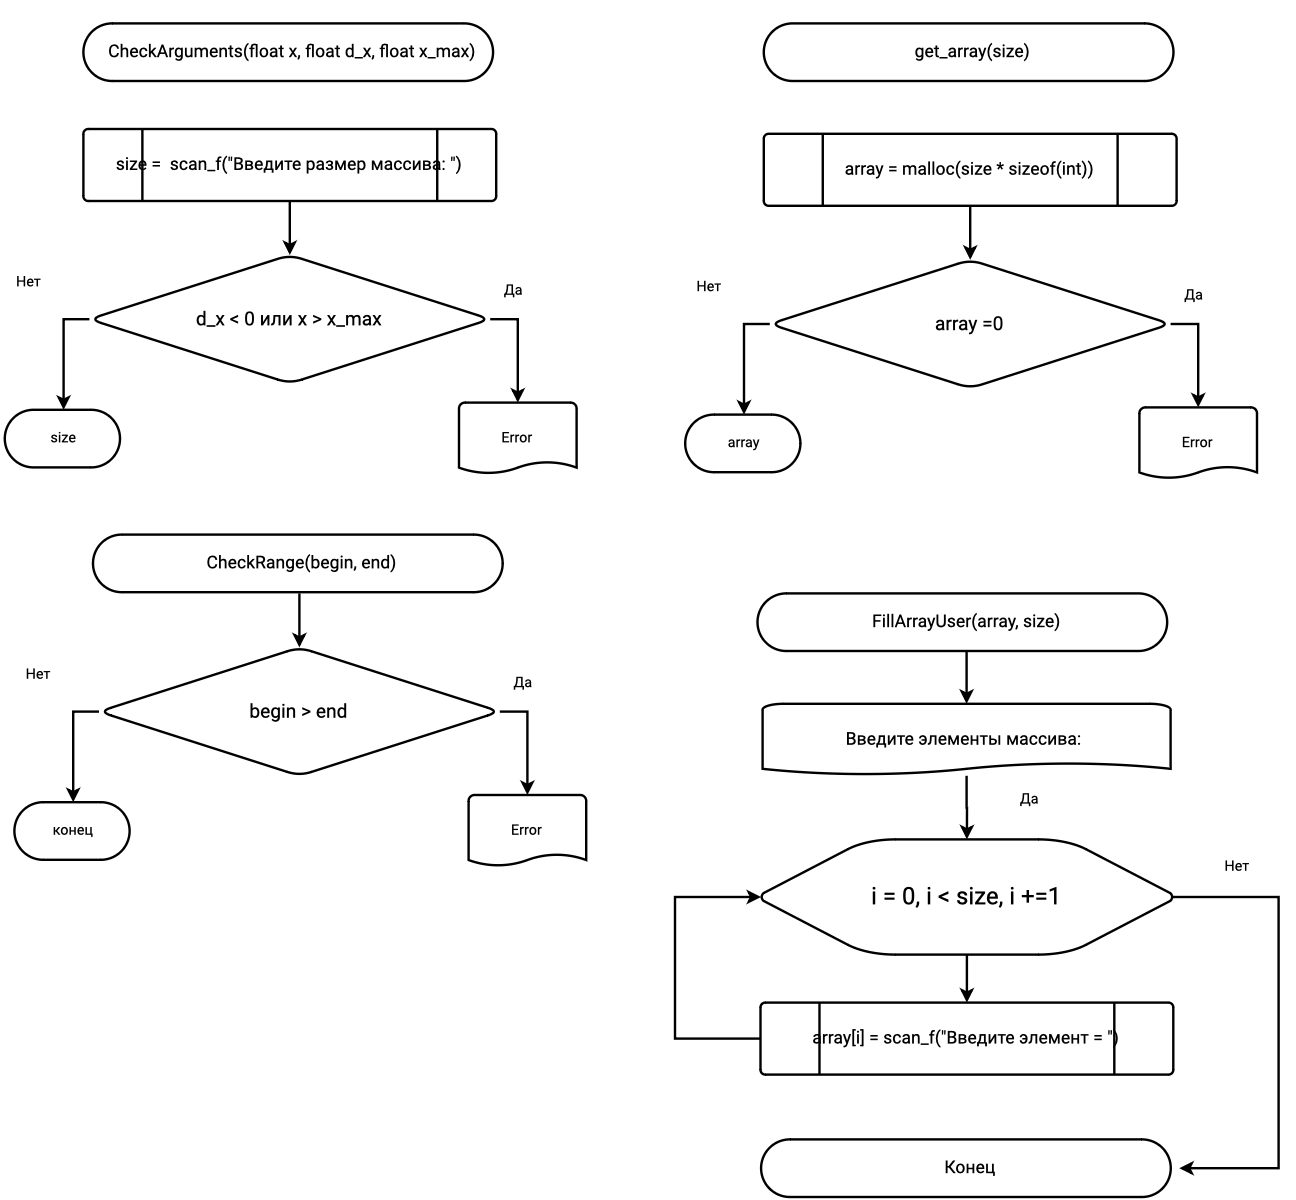 CheckArguments(float x, float d_x, float x_max)
size =  scan_f("Введите размер массива: ")
Нет
Да
d_x < 0 или x > x_max
size
Error
get_array(size)
array = malloc(size * sizeof(int))
Нет
Да
array =0
array
Error
CheckRange(begin, end)
Нет
Да
begin > end
конец
Error
FillArrayUser(array, size)
Введите элементы массива:
Да
Нет
i = 0, i < size, i +=1
array[i] = scan_f("Введите элемент = ")
Конец